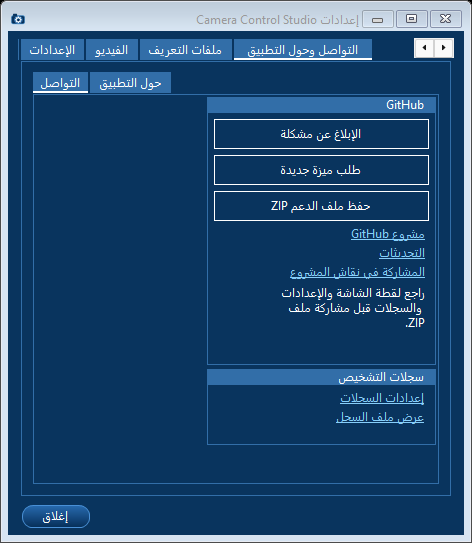 إعدادات Camera Control Studio
الإعدادات
الفيديو
ملفات التعريف
التواصل وحول التطبيق
التواصل
حول التطبيق
GitHub
الإبلاغ عن مشكلة
طلب ميزة جديدة
حفظ ملف الدعم ZIP
مشروع GitHub
التحديثات
المشاركة في نقاش المشروع
راجع لقطة الشاشة والإعدادات
والسجلات قبل مشاركة ملف
ZIP.
سجلات التشخيص
إعدادات السجلات
عرض ملف السجل
إغلاق